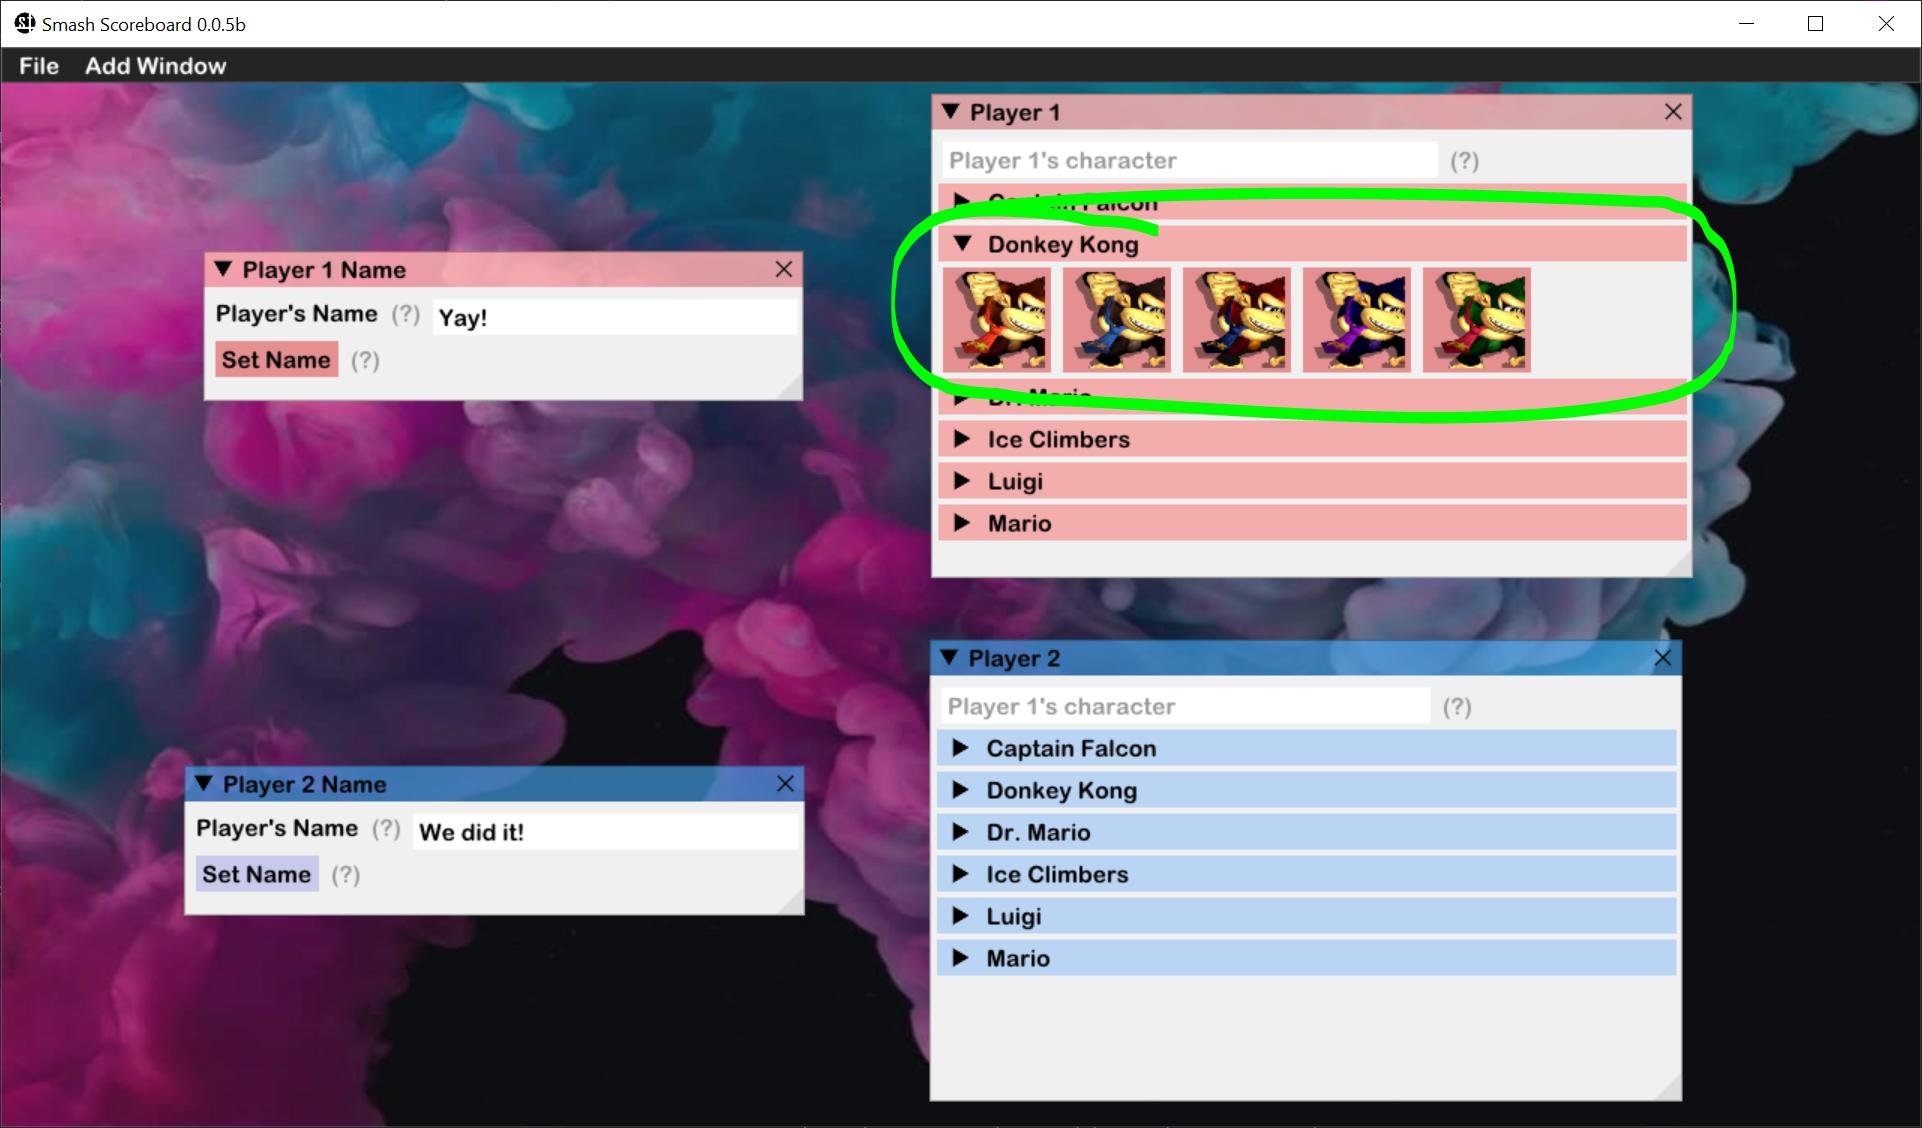 Smash Scoreboard 0.0.5b
File Add Window
Player 1
Player 1's character (?)
Captain Falcon
Donkey Kong
Dr. Mario
Ice Climbers
Luigi
Mario
Player 1 Name
Player's Name (?) Yay!
Set Name (?)
Player 2
Player 1's character (?)
Captain Falcon
Donkey Kong
Dr. Mario
Ice Climbers
Luigi
Mario
Player 2 Name
Player's Name (?) We did it!
Set Name (?)